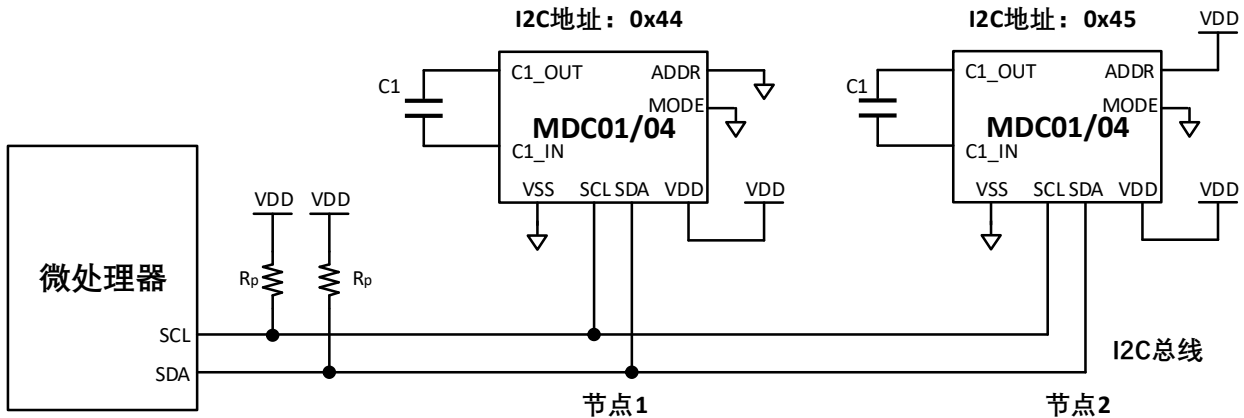 I2C地址：0x44
I2C地址：0x45
VDD
C1
C1_OUT
ADDR
MODE
MDC01/04
C1_IN
VSS SCL SDA VDD
VDD
C1
C1_OUT
ADDR
MODE
MDC01/04
C1_IN
VSS SCL SDA VDD
VDD
VDD
VDD
微处理器
Rp
Rp
SCL
SDA
I2C总线
节点1
节点2